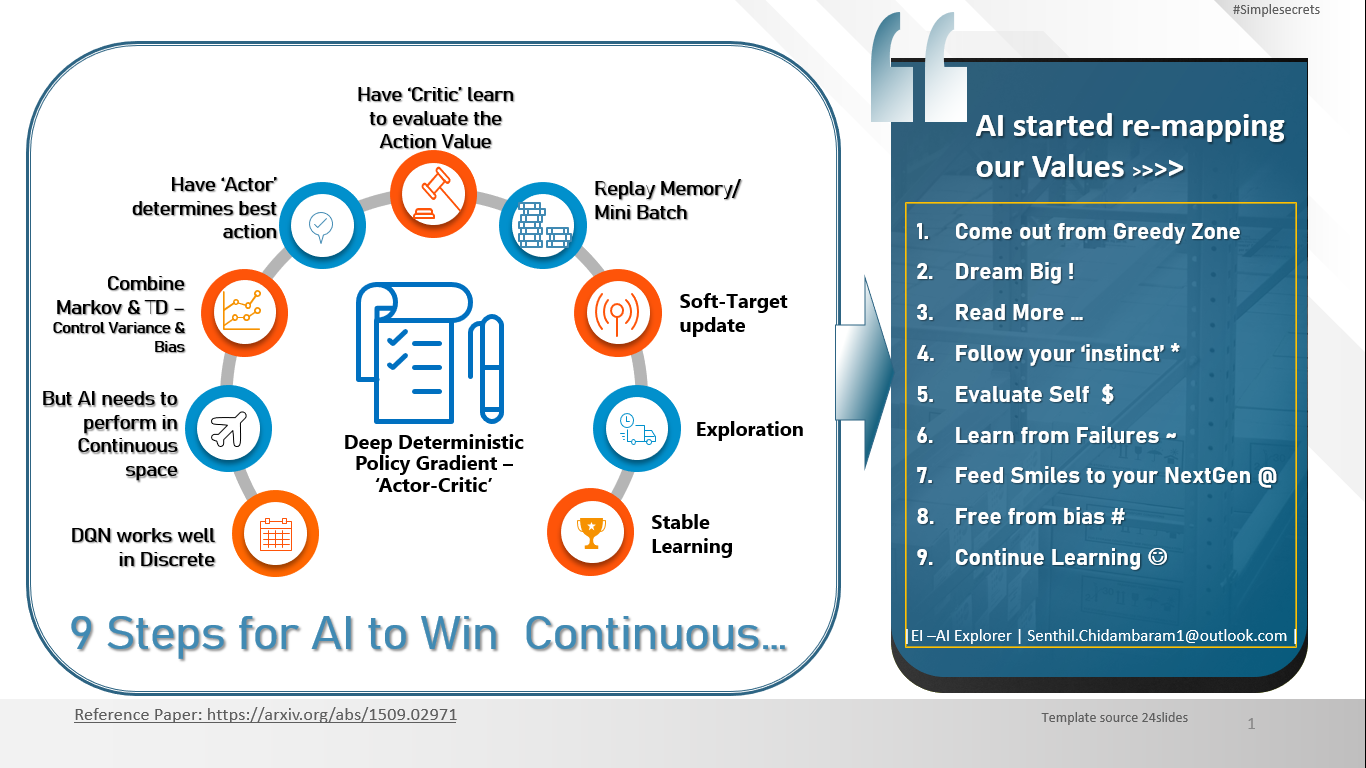 #Simplesecrets
Have ‘Critic’ learn
to evaluate the
Action Value
Have ‘Actor’
determines best
action
Replay Memory/
Mini Batch
Combine
Markov & TD –
Control Variance &
Bias
Soft-Target
update
But AI needs to
perform in
Continuous
space
Exploration
DQN works well
in Discrete
Stable
Learning
Deep Deterministic
Policy Gradient –
‘Actor-Critic’
9 Steps for AI to Win  Continuous...
AI started re-mapping
our Values >>>>
1. Come out from Greedy Zone
2. Dream Big !
3. Read More ...
4. Follow your ‘instinct’ *
5. Evaluate Self  $
6. Learn from Failures ~
7. Feed Smiles to your NextGen @
8. Free from bias #
9. Continue Learning ☺
|EI –AI Explorer | Senthil.Chidambaram1@outlook.com |
Reference Paper: https://arxiv.org/abs/1509.02971
Template source 24slides
1